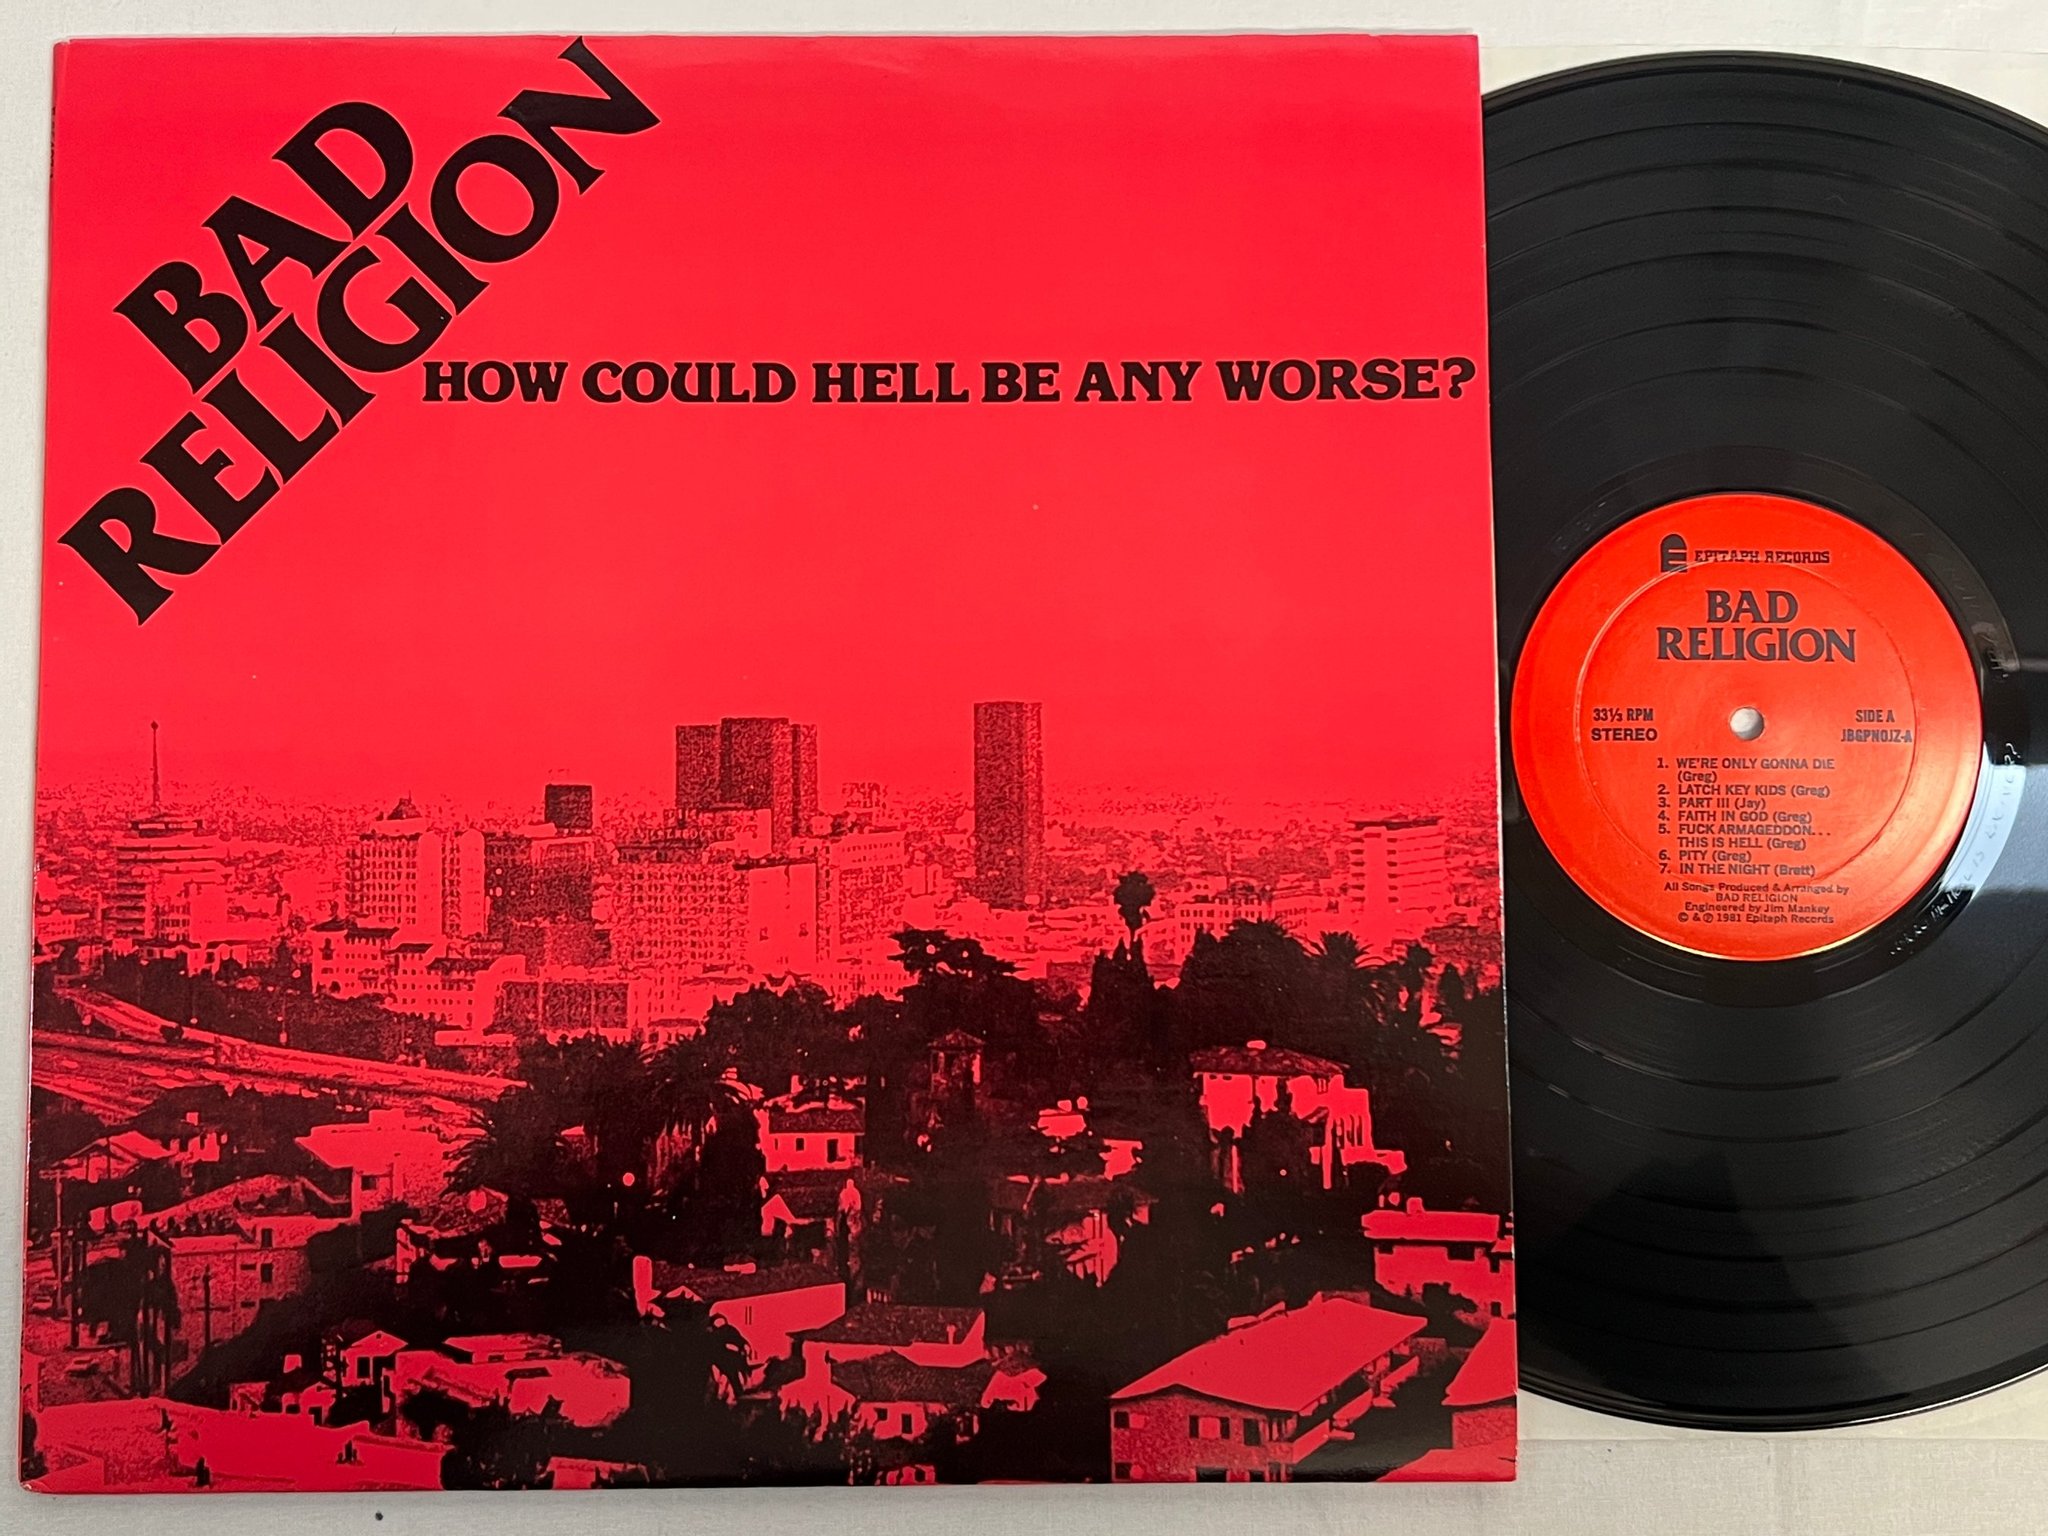 BAD
RELIGION
HOW COULD HELL BE ANY WORSE?
EPITAPH RECORDS
BAD
RELIGION
33⅓ RPM
STEREO
SIDE A
JBGPNOJZ-A
1. WE'RE ONLY GONNA DIE
(Greg)
2. LATCH KEY KIDS (Greg)
3. PART III (Jay)
4. FAITH IN GOD (Greg)
5. FUCK ARMAGEDDON...
THIS IS HELL (Greg)
6. PITY (Greg)
7. IN THE NIGHT (Brett)
All Songs Produced & Arranged by
BAD RELIGION
Engineered by Jim Mankey
© & ℗ 1981 Epitaph Records